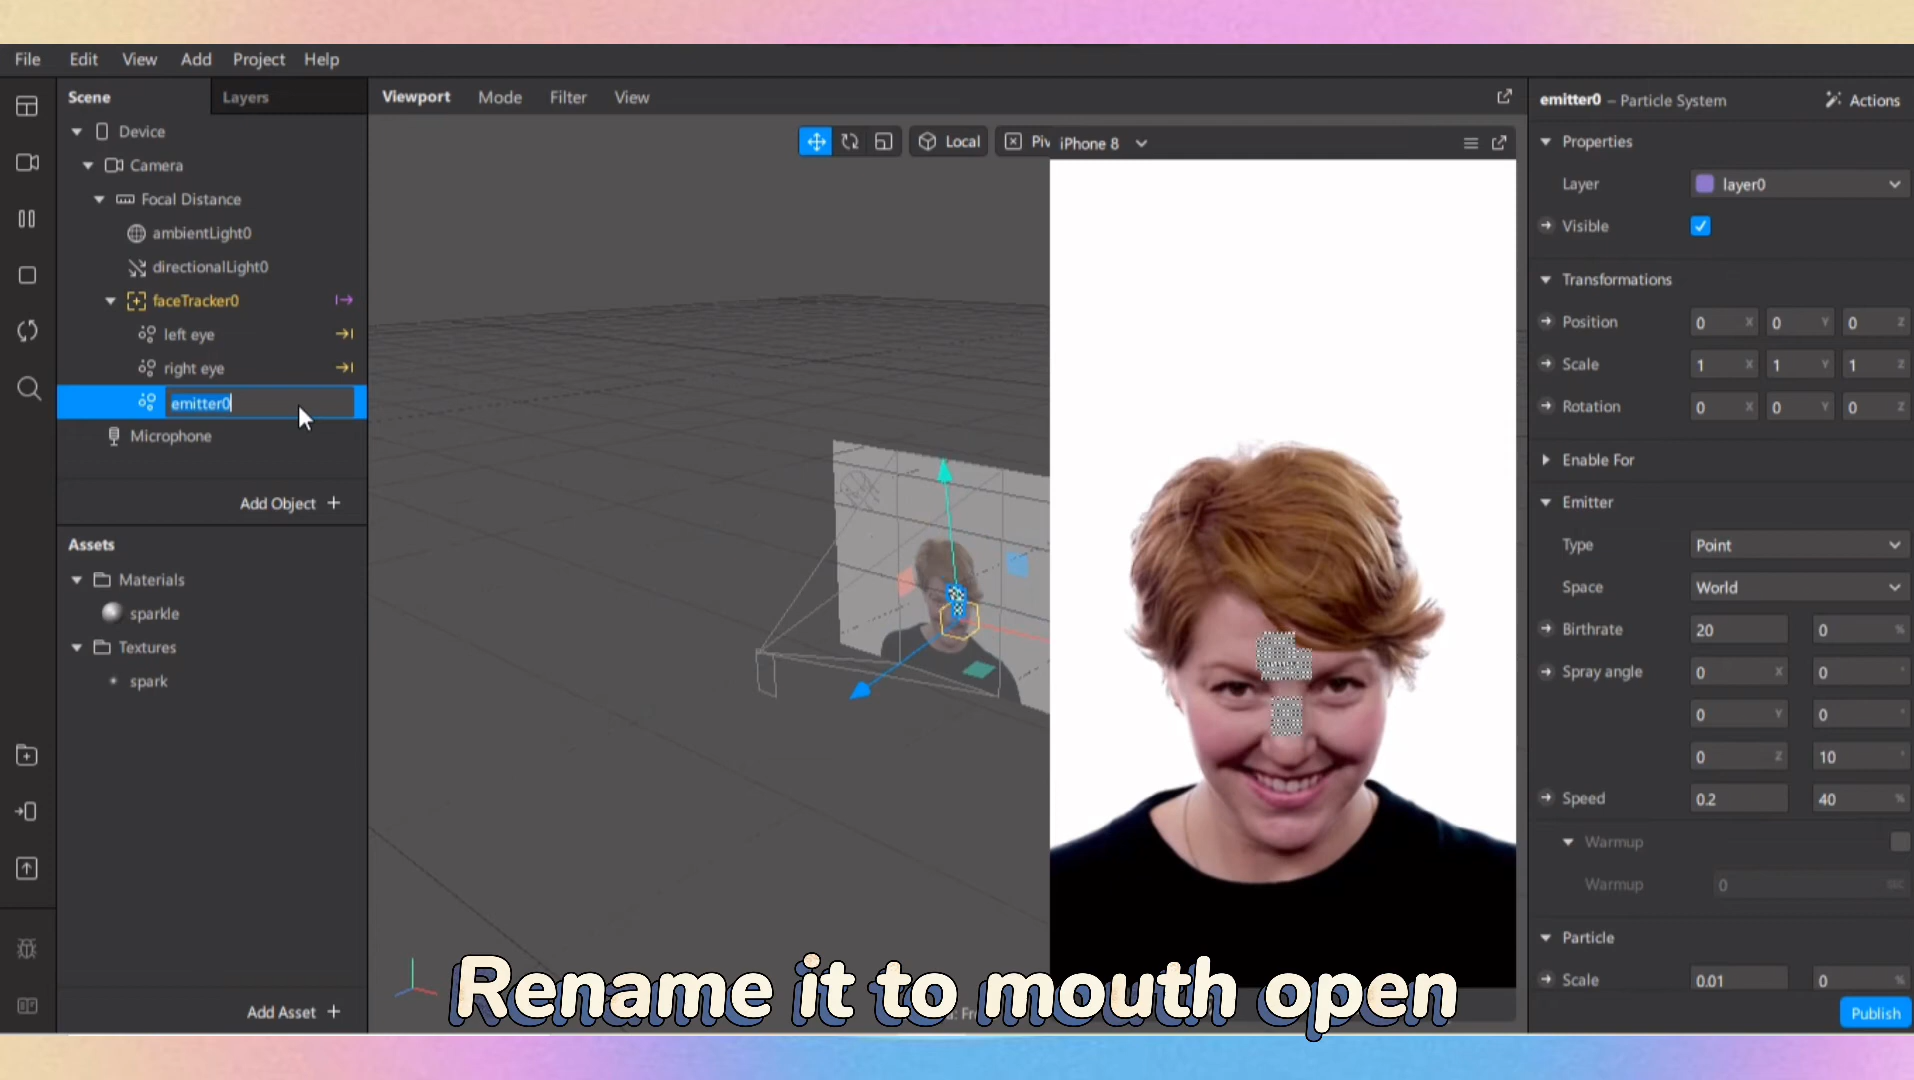 File Edit View Add Project Help
Scene Layers
Device
Camera
Focal Distance
ambientLight0
directionalLight0
faceTracker0
left eye
right eye
emitter0
Microphone
Add Object +
Assets
Materials
sparkle
Textures
spark
Add Asset +
Viewport Mode Filter View
Local
Piv
iPhone 8
emitter0 – Particle System Actions
Properties
Layer layer0
Visible
Transformations
Position 0 X 0 Y 0 Z
Scale 1 X 1 Y 1 Z
Rotation 0 X 0 Y 0 Z
Enable For
Emitter
Type Point
Space World
Birthrate 20 0 %
Spray angle 0 X 0 °
0 Y 0 °
0 Z 10 °
Speed 0.2 40 %
Warmup
Warmup 0 sec
Particle
Scale 0.01 0 %
Publish
Rename it to mouth open